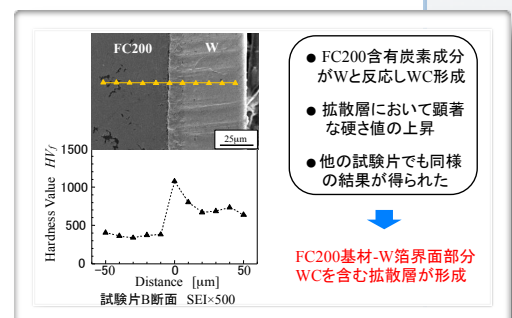 FC200
W
25μm
Hardness Value HVf
1500
1000
500
0
-50
0
50
Distance [μm]
試験片B断面 SEI×500
● FC200含有炭素成分
がWと反応しWC形成
● 拡散層において顕著
な硬さ値の上昇
● 他の試験片でも同様
の結果が得られた
FC200基材-W箔界面部分
WCを含む拡散層が形成